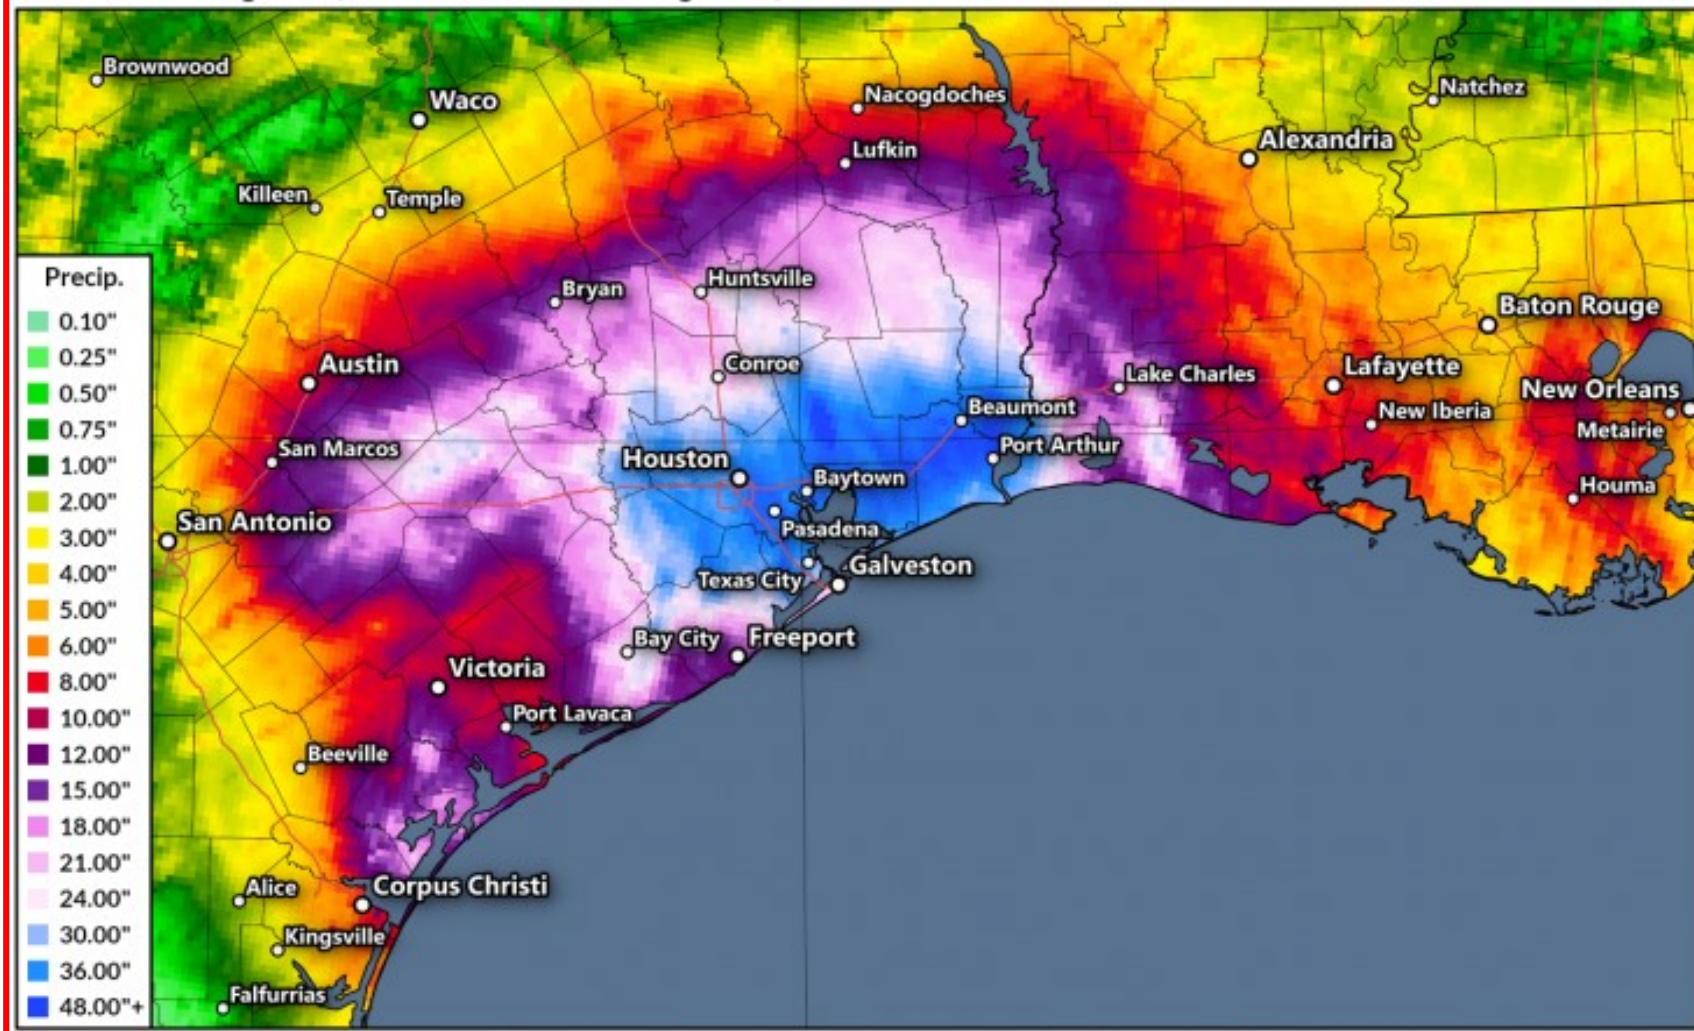 Brownwood
Waco
Nacogdoches
Natchez
Alexandria
Lufkin
Killeen
Temple
Precip.
0.10"
0.25"
0.50"
0.75"
1.00"
2.00"
3.00"
4.00"
5.00"
6.00"
8.00"
10.00"
12.00"
15.00"
18.00"
21.00"
24.00"
30.00"
36.00"
48.00"+
Bryan
Huntsville
Baton Rouge
Austin
Conroe
Lake Charles
Lafayette
New Orleans
Beaumont
New Iberia
Metairie
San Marcos
Houston
Port Arthur
Baytown
Houma
San Antonio
Pasadena
Texas City
Galveston
Bay City
Freeport
Victoria
Port Lavaca
Beeville
Alice
Corpus Christi
Kingsville
Falfurrias